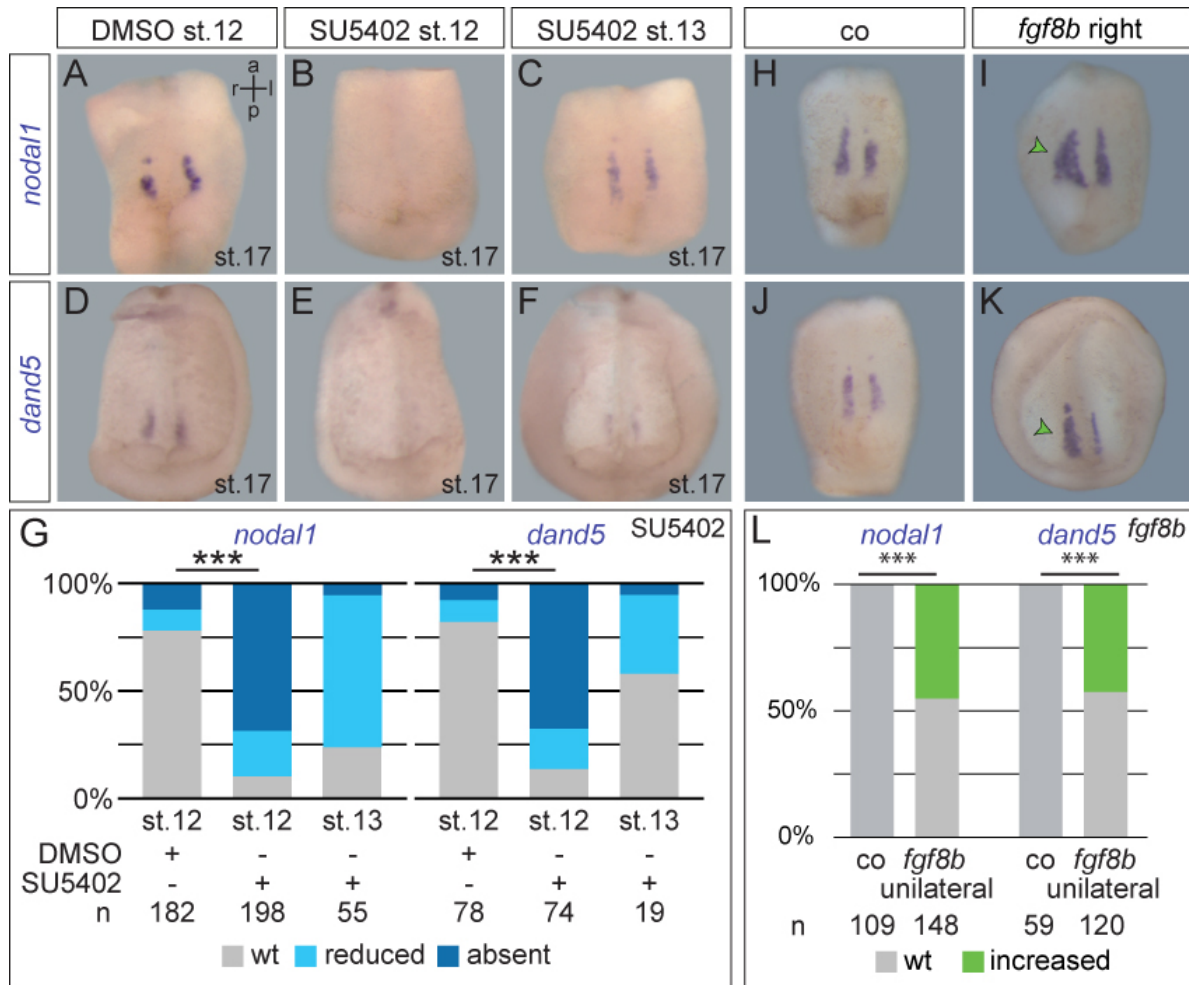 DMSO st.12 SU5402 st.12 SU5402 st.13 co fgf8b right
nodal1
A a r l p st.17
B st.17
C st.17
H
I
dand5
D st.17
E st.17
F st.17
J
K
G nodal1 dand5 SU5402
*** ***
100%
50%
0%
st.12 st.12 st.13 st.12 st.12 st.13
DMSO + - - + - -
SU5402 - + + - + +
n 182 198 55 78 74 19
wt reduced absent
L nodal1 dand5 fgf8b
*** ***
100%
50%
0%
co fgf8b co fgf8b
unilateral unilateral
n 109 148 59 120
wt increased